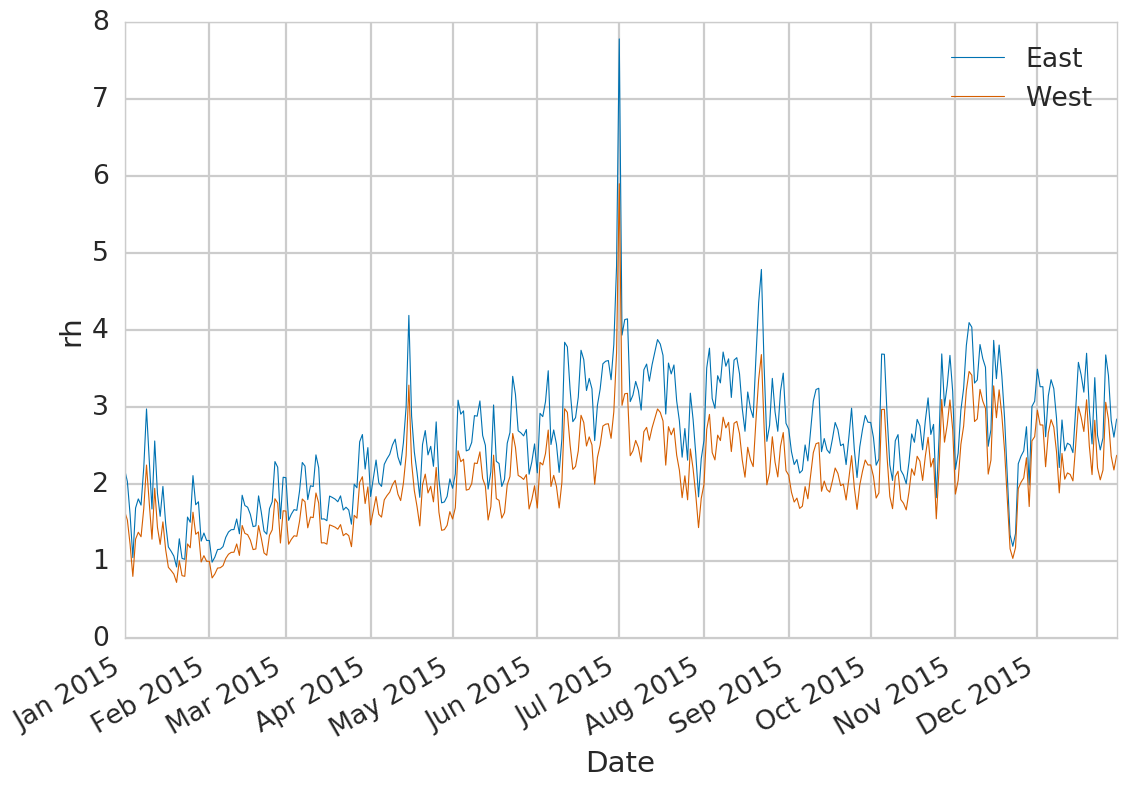 8
7
6
5
4
3
2
1
0
rh
East
West
Jan 2015
Feb 2015
Mar 2015
Apr 2015
May 2015
Jun 2015
Jul 2015
Aug 2015
Sep 2015
Oct 2015
Nov 2015
Dec 2015
Date